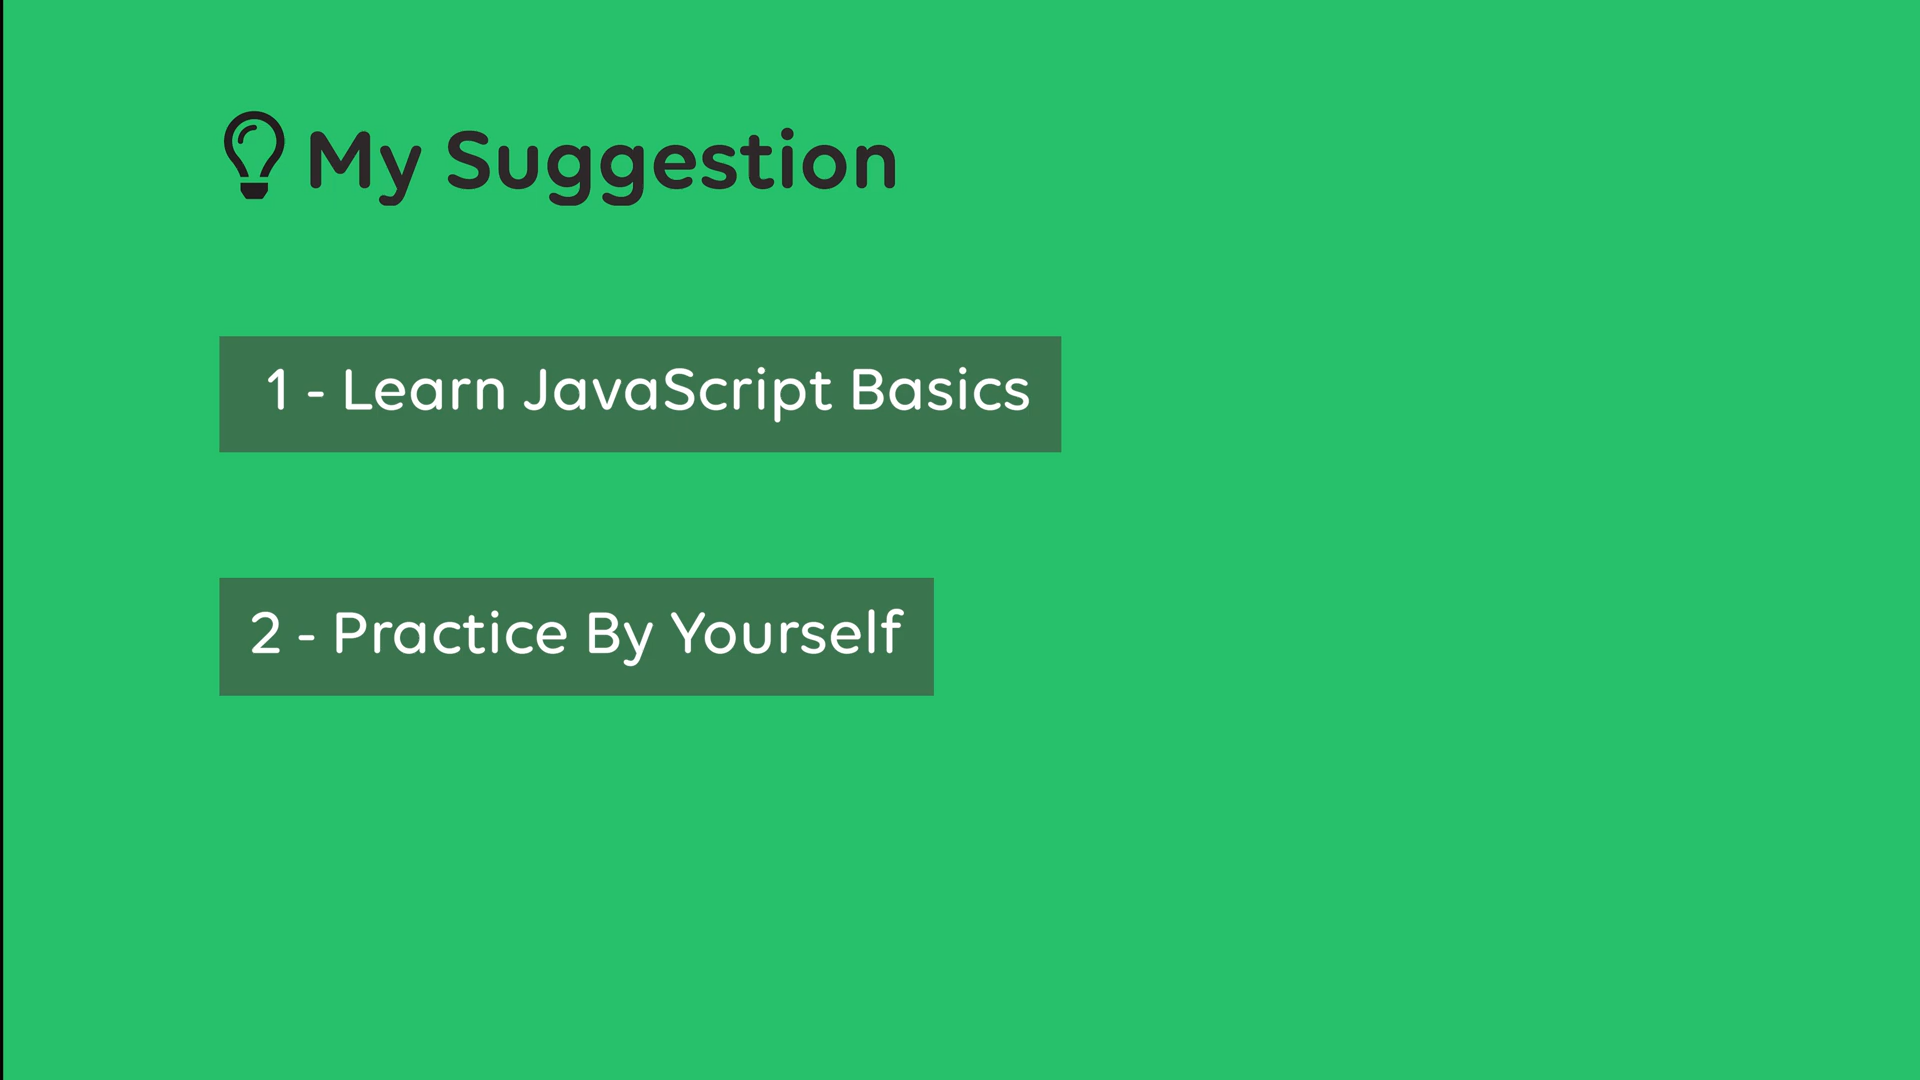 My Suggestion
1 - Learn JavaScript Basics
2 - Practice By Yourself